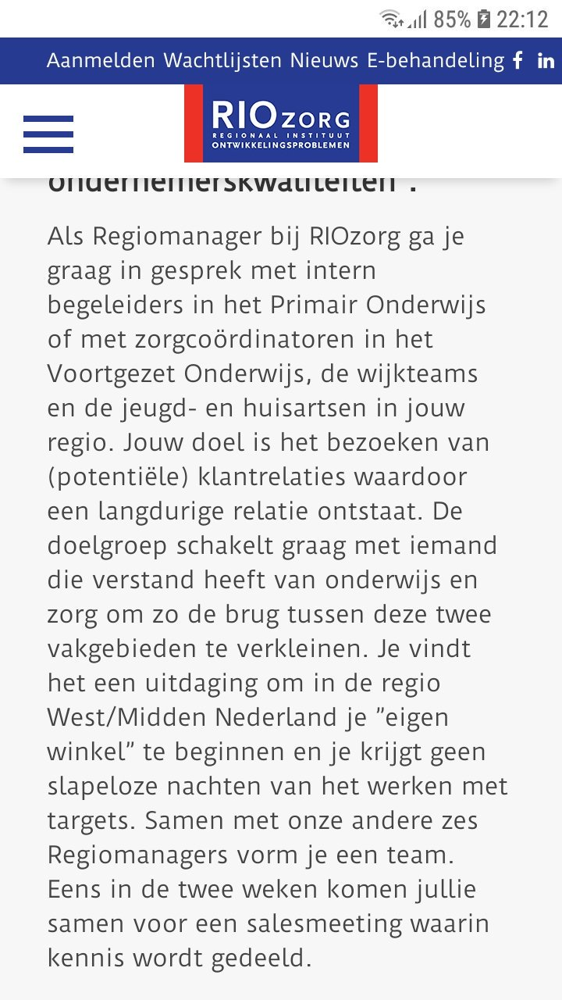 85% 22:12
Aanmelden Wachtlijsten Nieuws E-behandeling f in
RIOZORG
REGIONAAL INSTITUUT
ONTWIKKELINGSPROBLEMEN
ondernemerskwaliteiten”.
Als Regiomanager bij RIOzorg ga je
graag in gesprek met intern
begeleiders in het Primair Onderwijs
of met zorgcoördinatoren in het
Voortgezet Onderwijs, de wijkteams
en de jeugd- en huisartsen in jouw
regio. Jouw doel is het bezoeken van
(potentiële) klantrelaties waardoor
een langdurige relatie ontstaat. De
doelgroep schakelt graag met iemand
die verstand heeft van onderwijs en
zorg om zo de brug tussen deze twee
vakgebieden te verkleinen. Je vindt
het een uitdaging om in de regio
West/Midden Nederland je ”eigen
winkel” te beginnen en je krijgt geen
slapeloze nachten van het werken met
targets. Samen met onze andere zes
Regiomanagers vorm je een team.
Eens in de twee weken komen jullie
samen voor een salesmeeting waarin
kennis wordt gedeeld.